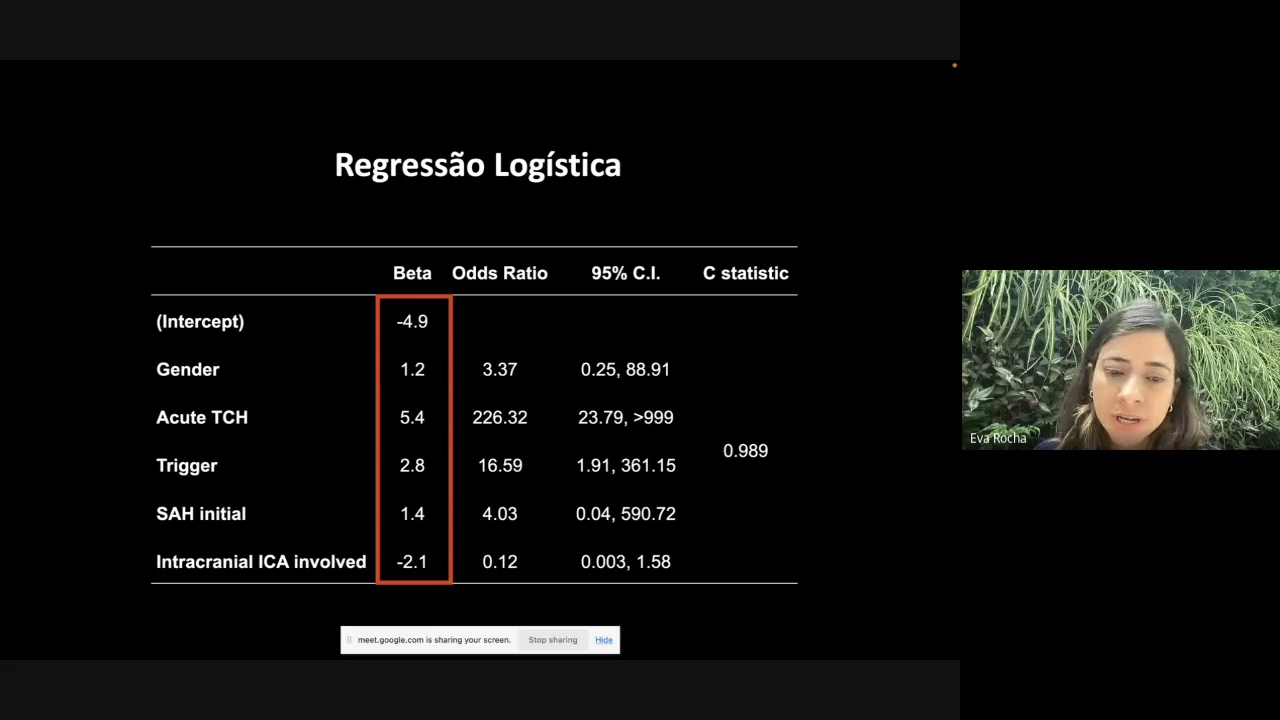 Regressão Logística
Beta Odds Ratio 95% C.I. C statistic
(Intercept) -4.9
Gender 1.2 3.37 0.25, 88.91
Acute TCH 5.4 226.32 23.79, >999
0.989
Trigger 2.8 16.59 1.91, 361.15
SAH initial 1.4 4.03 0.04, 590.72
Intracranial ICA involved -2.1 0.12 0.003, 1.58
meet.google.com is sharing your screen. Stop sharing Hide
Eva Rocha